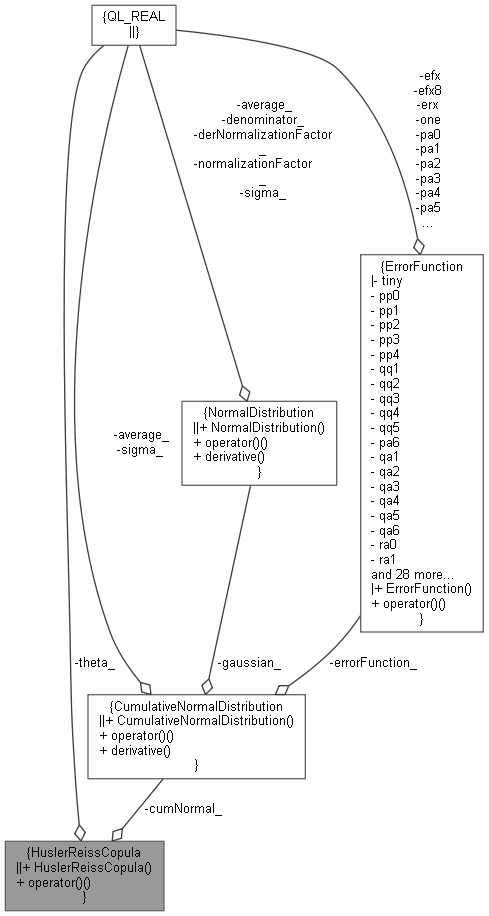 {QL_REAL
||}
-average_
-denominator_
-derNormalizationFactor
_
-normalizationFactor
_
-sigma_
-efx
-efx8
-erx
-one
-pa0
-pa1
-pa2
-pa3
-pa4
-pa5
...
{ErrorFunction
|- tiny
- pp0
- pp1
- pp2
- pp3
- pp4
- qq1
- qq2
- qq3
- qq4
- qq5
- pa6
- qa1
- qa2
- qa3
- qa4
- qa5
- qa6
- ra0
- ra1
and 28 more...
|+ ErrorFunction()
+ operator()()
}
{NormalDistribution
||+ NormalDistribution()
+ operator()()
+ derivative()
}
-average_
-sigma_
-theta_
-gaussian_
-errorFunction_
{CumulativeNormalDistribution
||+ CumulativeNormalDistribution()
+ operator()()
+ derivative()
}
-cumNormal_
{HuslerReissCopula
||+ HuslerReissCopula()
+ operator()()
}